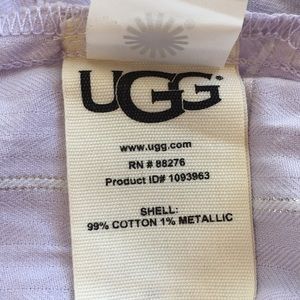 UGG
www.ugg.com
RN # 88276
Product ID# 1093963
SHELL:
99% COTTON 1% METALLIC